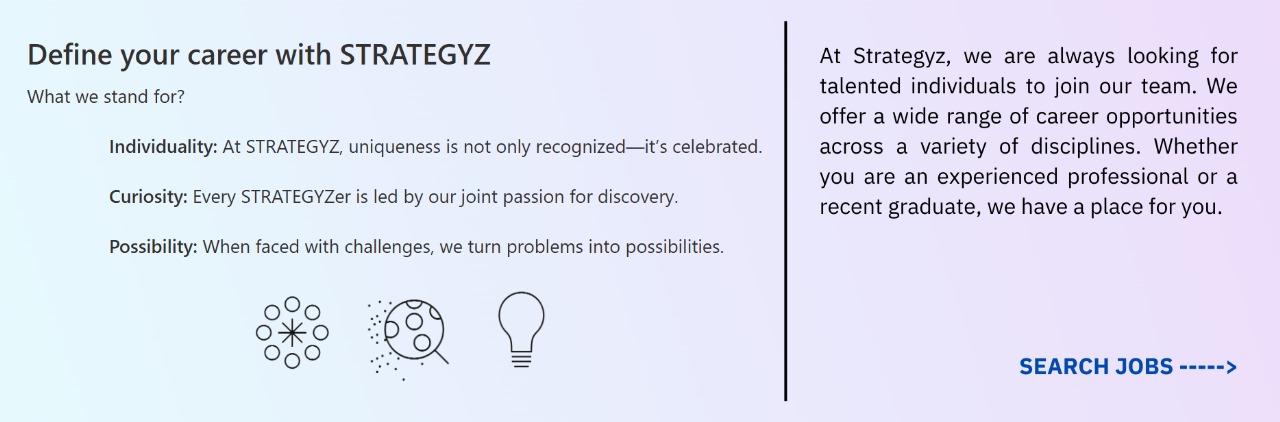 Define your career with STRATEGYZ
What we stand for?
Individuality: At STRATEGYZ, uniqueness is not only recognized—it's celebrated.
Curiosity: Every STRATEGYZer is led by our joint passion for discovery.
Possibility: When faced with challenges, we turn problems into possibilities.
At Strategyz, we are always looking for
talented individuals to join our team. We
offer a wide range of career opportunities
across a variety of disciplines. Whether
you are an experienced professional or a
recent graduate, we have a place for you.
SEARCH JOBS ----->